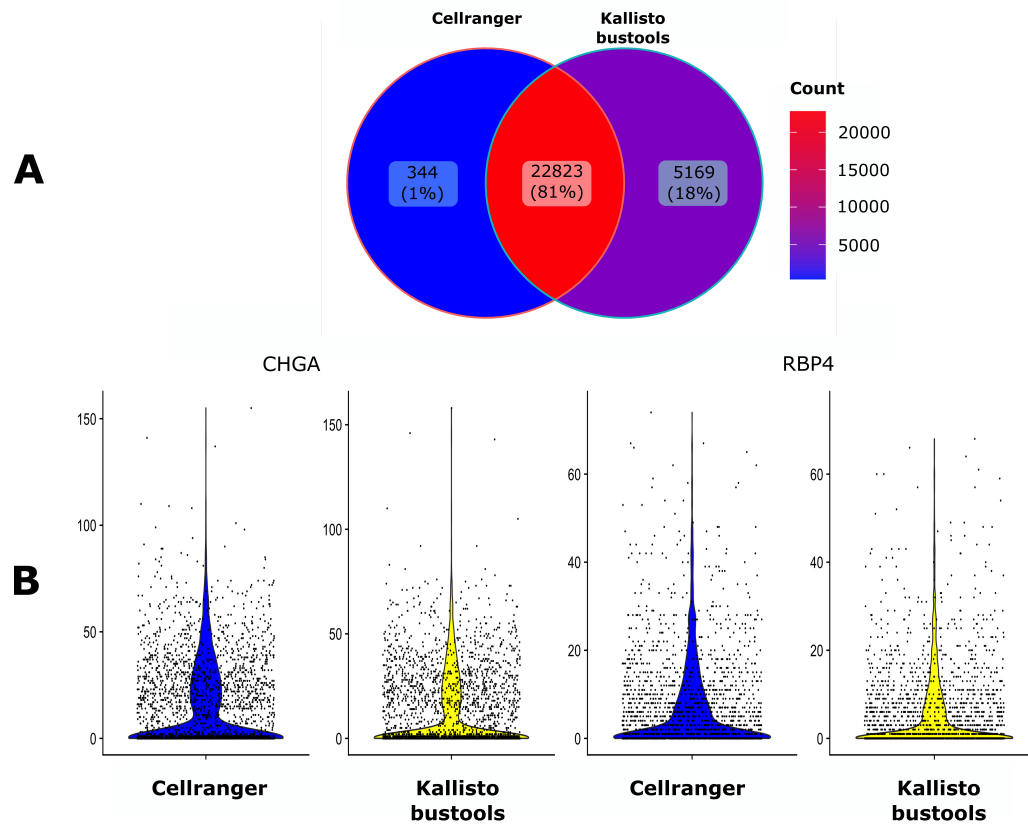 Cellranger
Kallisto
bustools
Count
A
344
(1%)
22823
(81%)
5169
(18%)
20000
15000
10000
5000
CHGA
RBP4
B
150
100
50
0
150
100
50
0
60
40
20
0
60
40
20
0
Cellranger
Kallisto
bustools
Cellranger
Kallisto
bustools